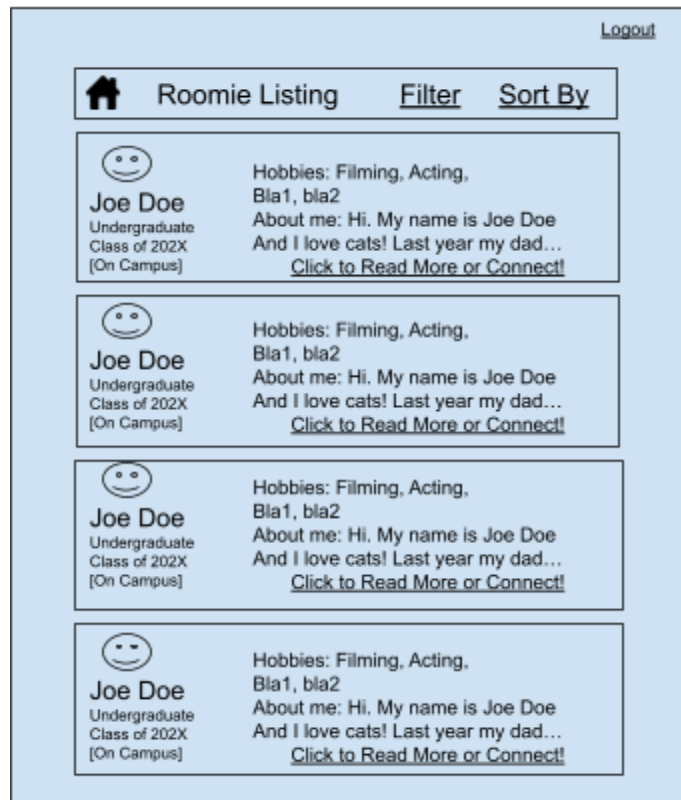 Logout
Roomie Listing Filter Sort By
Joe Doe
Undergraduate
Class of 202X
[On Campus]
Hobbies: Filming, Acting,
Bla1, bla2
About me: Hi. My name is Joe Doe
And I love cats! Last year my dad…
Click to Read More or Connect!
Joe Doe
Undergraduate
Class of 202X
[On Campus]
Hobbies: Filming, Acting,
Bla1, bla2
About me: Hi. My name is Joe Doe
And I love cats! Last year my dad…
Click to Read More or Connect!
Joe Doe
Undergraduate
Class of 202X
[On Campus]
Hobbies: Filming, Acting,
Bla1, bla2
About me: Hi. My name is Joe Doe
And I love cats! Last year my dad…
Click to Read More or Connect!
Joe Doe
Undergraduate
Class of 202X
[On Campus]
Hobbies: Filming, Acting,
Bla1, bla2
About me: Hi. My name is Joe Doe
And I love cats! Last year my dad…
Click to Read More or Connect!